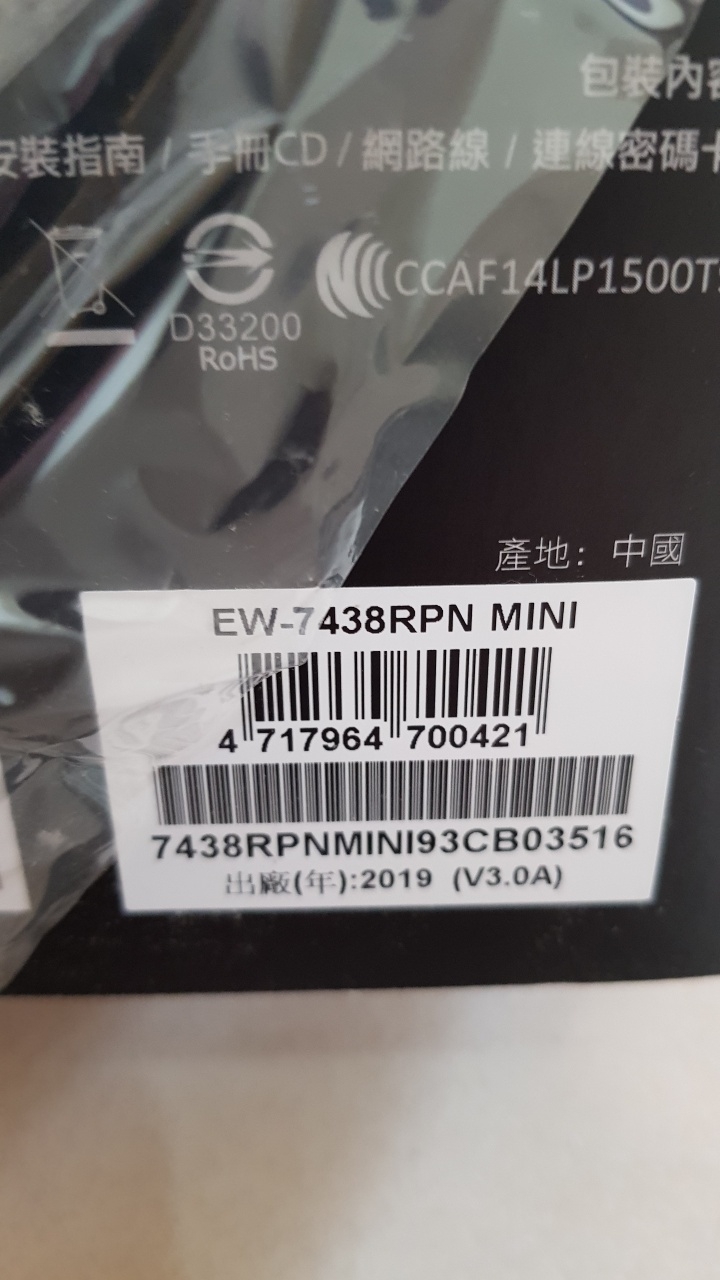 包裝內容
安裝指南 / 手冊CD / 網路線 / 連線密碼卡
D33200
RoHS
CCAF14LP1500T
產地：中國
EW-7438RPN MINI
4 717964 700421
7438RPNMINI93CB03516
出廠(年):2019 (V3.0A)